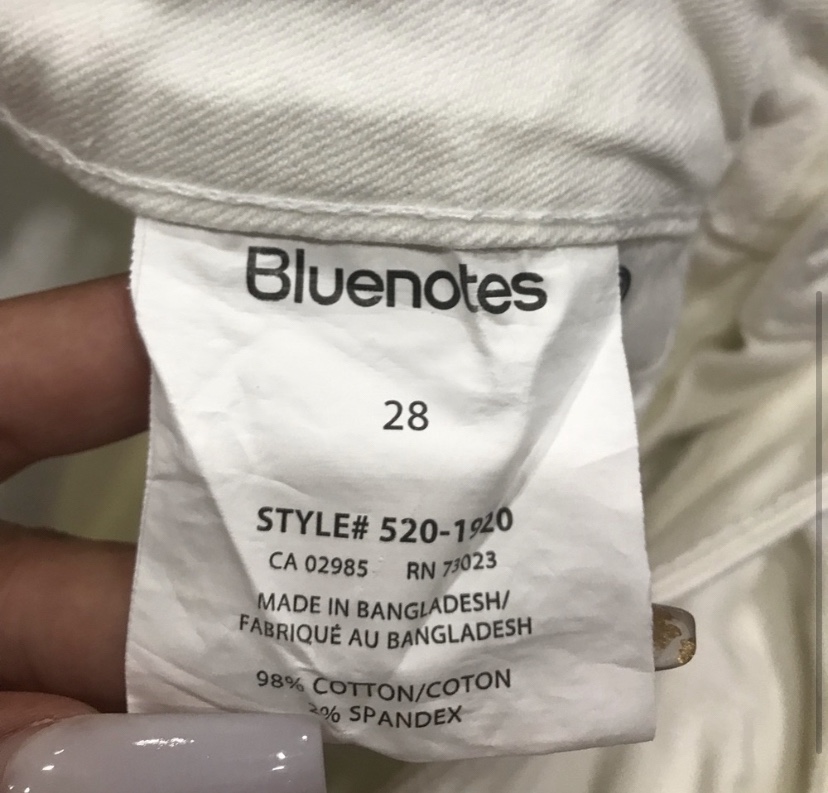 Bluenotes
28
STYLE# 520-1920
CA 02985 RN 73023
MADE IN BANGLADESH/
FABRIQUÉ AU BANGLADESH
98% COTTON/COTON
2% SPANDEX